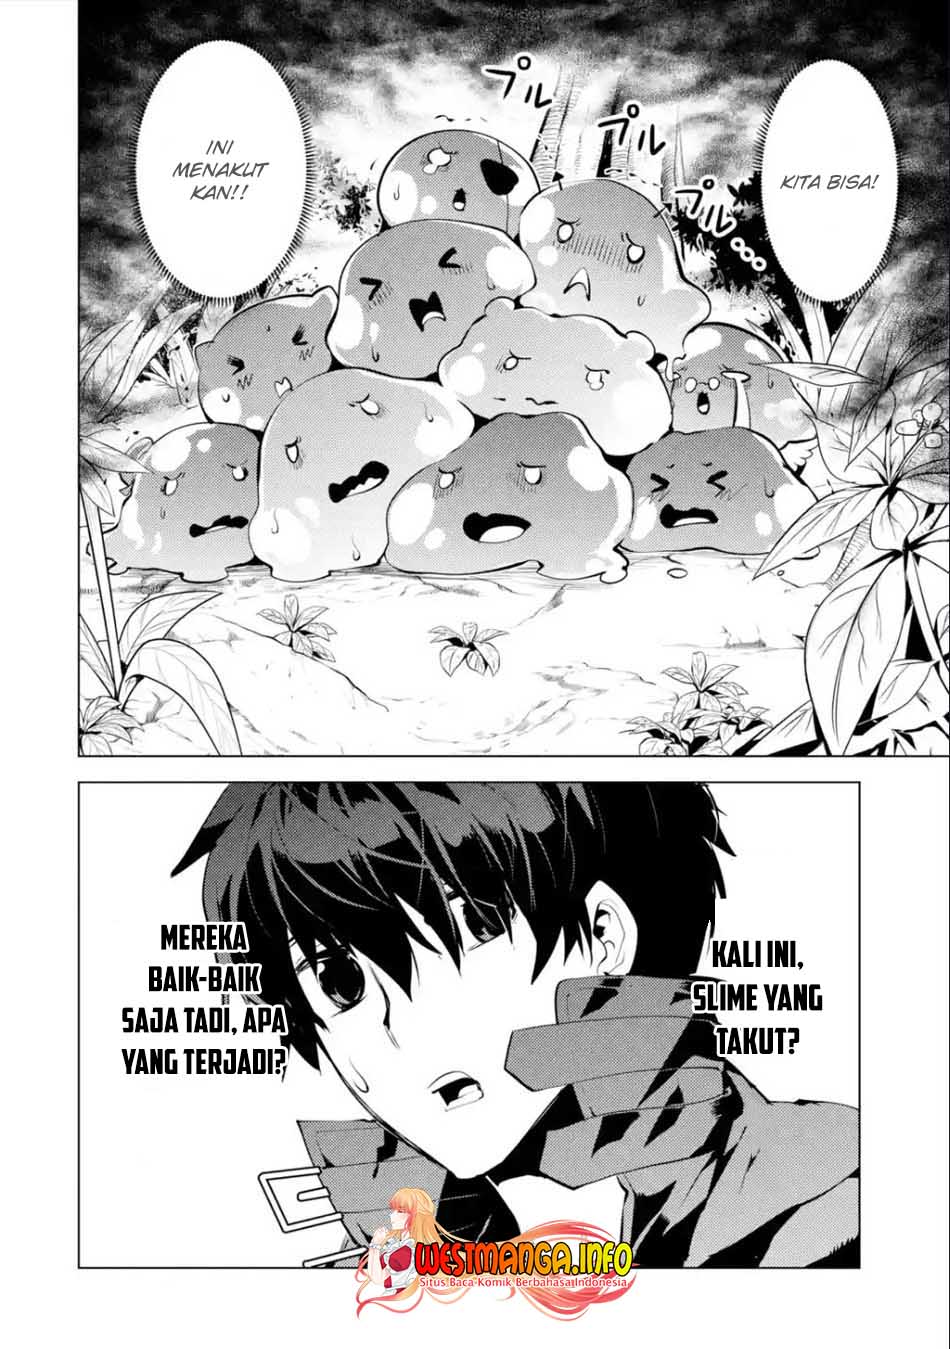 KITA BISA!
プル
プル
プル…
INI
MENAKUT
KAN!!
KALI INI,
SLIME YANG
TAKUT?
MEREKA
BAIK-BAIK
SAJA TADI, APA
YANG TERJADI?
WESTMANGA.INFO
Situs Baca Komik Berbahasa Indonesia